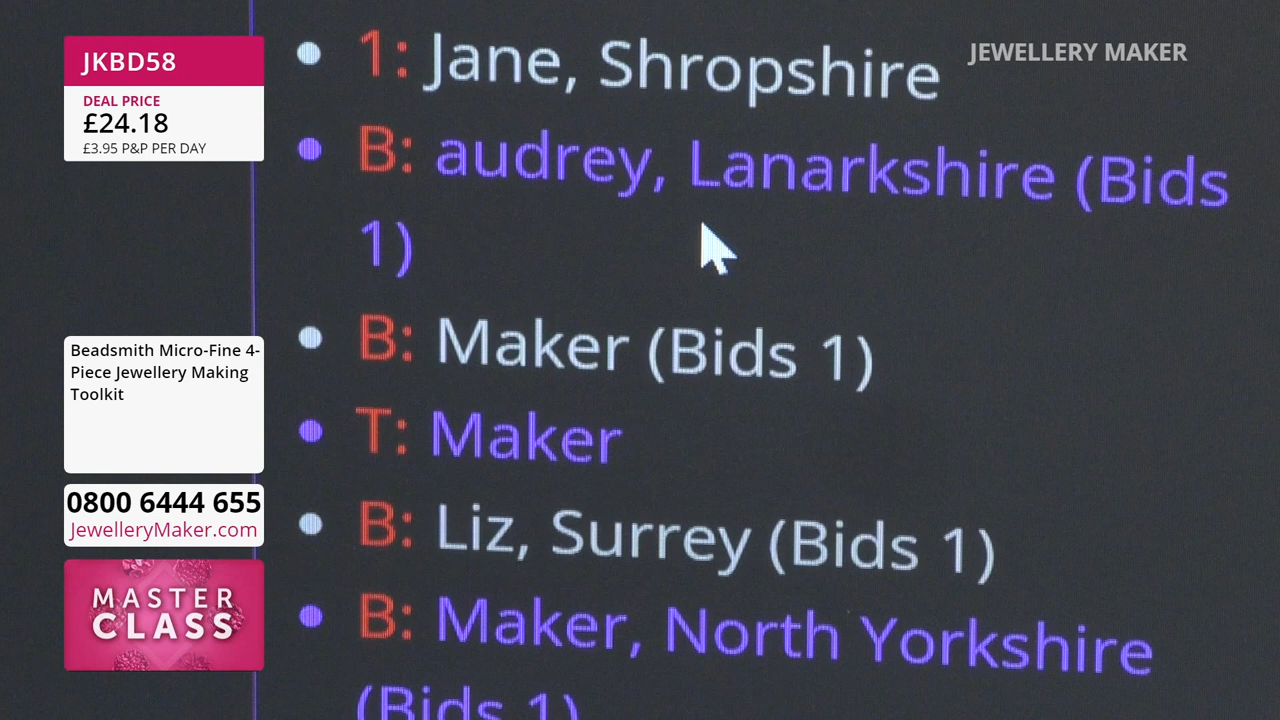 JKBD58
DEAL PRICE
£24.18
£3.95 P&P PER DAY
Beadsmith Micro-Fine 4-
Piece Jewellery Making
Toolkit
0800 6444 655
JewelleryMaker.com
MASTER
CLASS
JEWELLERY MAKER
1: Jane, Shropshire
B: audrey, Lanarkshire (Bids
1)
B: Maker (Bids 1)
T: Maker
B: Liz, Surrey (Bids 1)
B: Maker, North Yorkshire
(Bids 1)